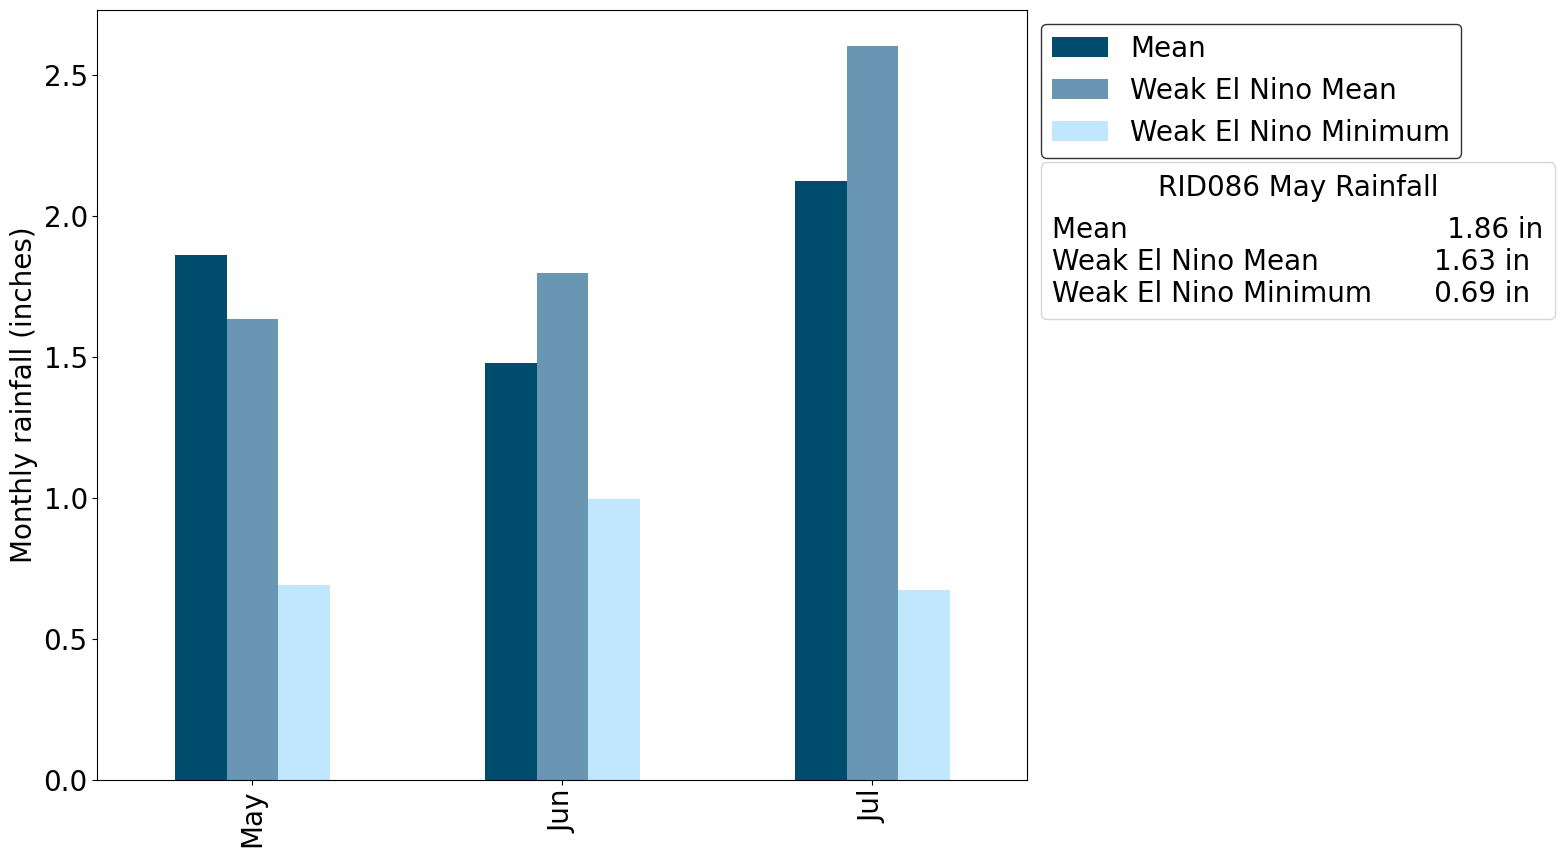 Monthly rainfall (inches)
2.5
2.0
1.5
1.0
0.5
0.0
May
Jun
Jul
Mean
Weak El Nino Mean
Weak El Nino Minimum
RID086 May Rainfall
Mean 1.86 in
Weak El Nino Mean 1.63 in
Weak El Nino Minimum 0.69 in